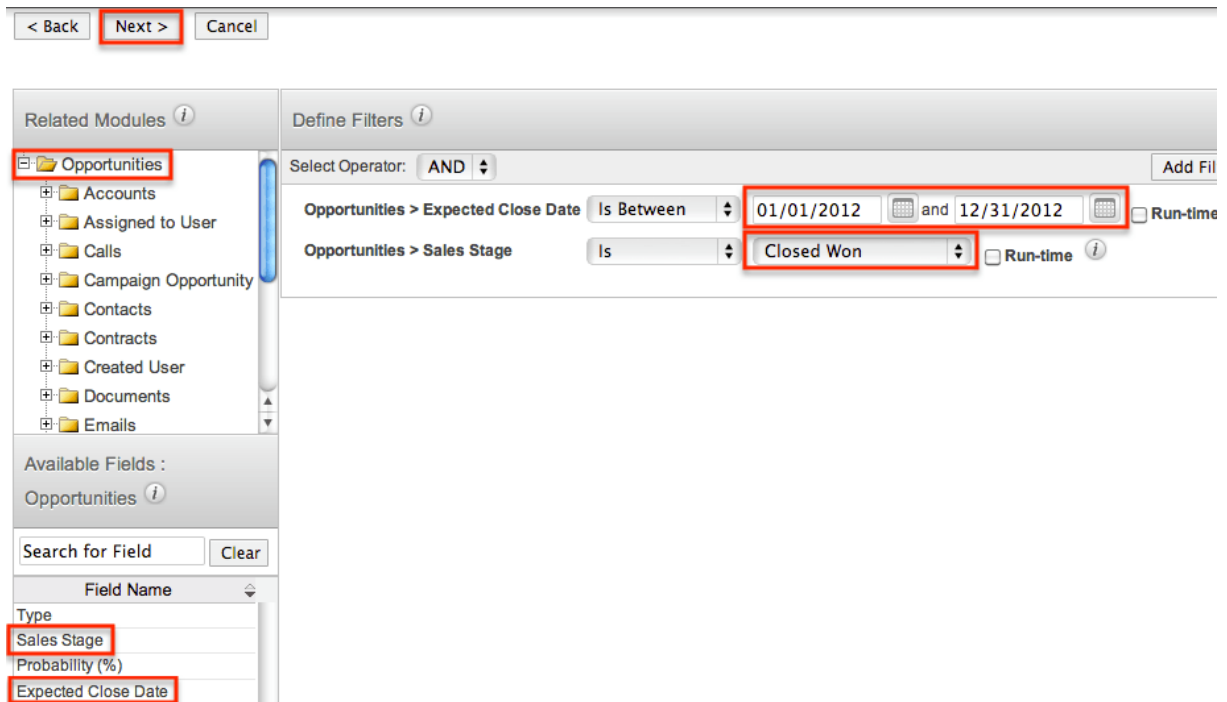 < Back Next > Cancel
Related Modules i
Opportunities
Accounts
Assigned to User
Calls
Campaign Opportunity
Contacts
Contracts
Created User
Documents
Emails
Available Fields :
Opportunities i
Search for Field Clear
Field Name
Type
Sales Stage
Probability (%)
Expected Close Date
Define Filters i
Select Operator: AND Add Fil
Opportunities > Expected Close Date Is Between 01/01/2012 and 12/31/2012 Run-time
Opportunities > Sales Stage Is Closed Won Run-time i